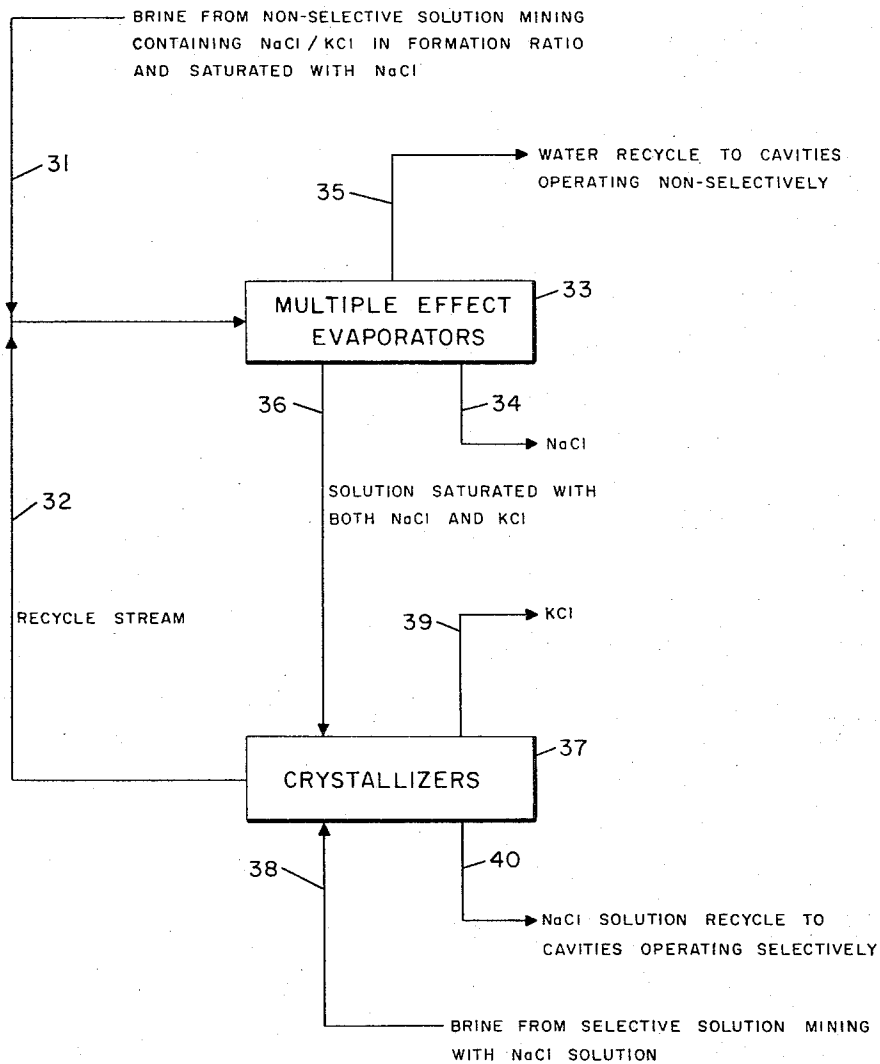 BRINE FROM NON-SELECTIVE SOLUTION MINING
CONTAINING NaCl/KCl IN FORMATION RATIO
AND SATURATED WITH NaCl
31
WATER RECYCLE TO CAVITIES
OPERATING NON-SELECTIVELY
35
33
MULTIPLE EFFECT
EVAPORATORS
36
34
NaCl
SOLUTION SATURATED WITH
BOTH NaCl AND KCl
32
RECYCLE STREAM
39
KCl
37
CRYSTALLIZERS
38
40
NaCl SOLUTION RECYCLE TO
CAVITIES OPERATING SELECTIVELY
BRINE FROM SELECTIVE SOLUTION MINING
WITH NaCl SOLUTION